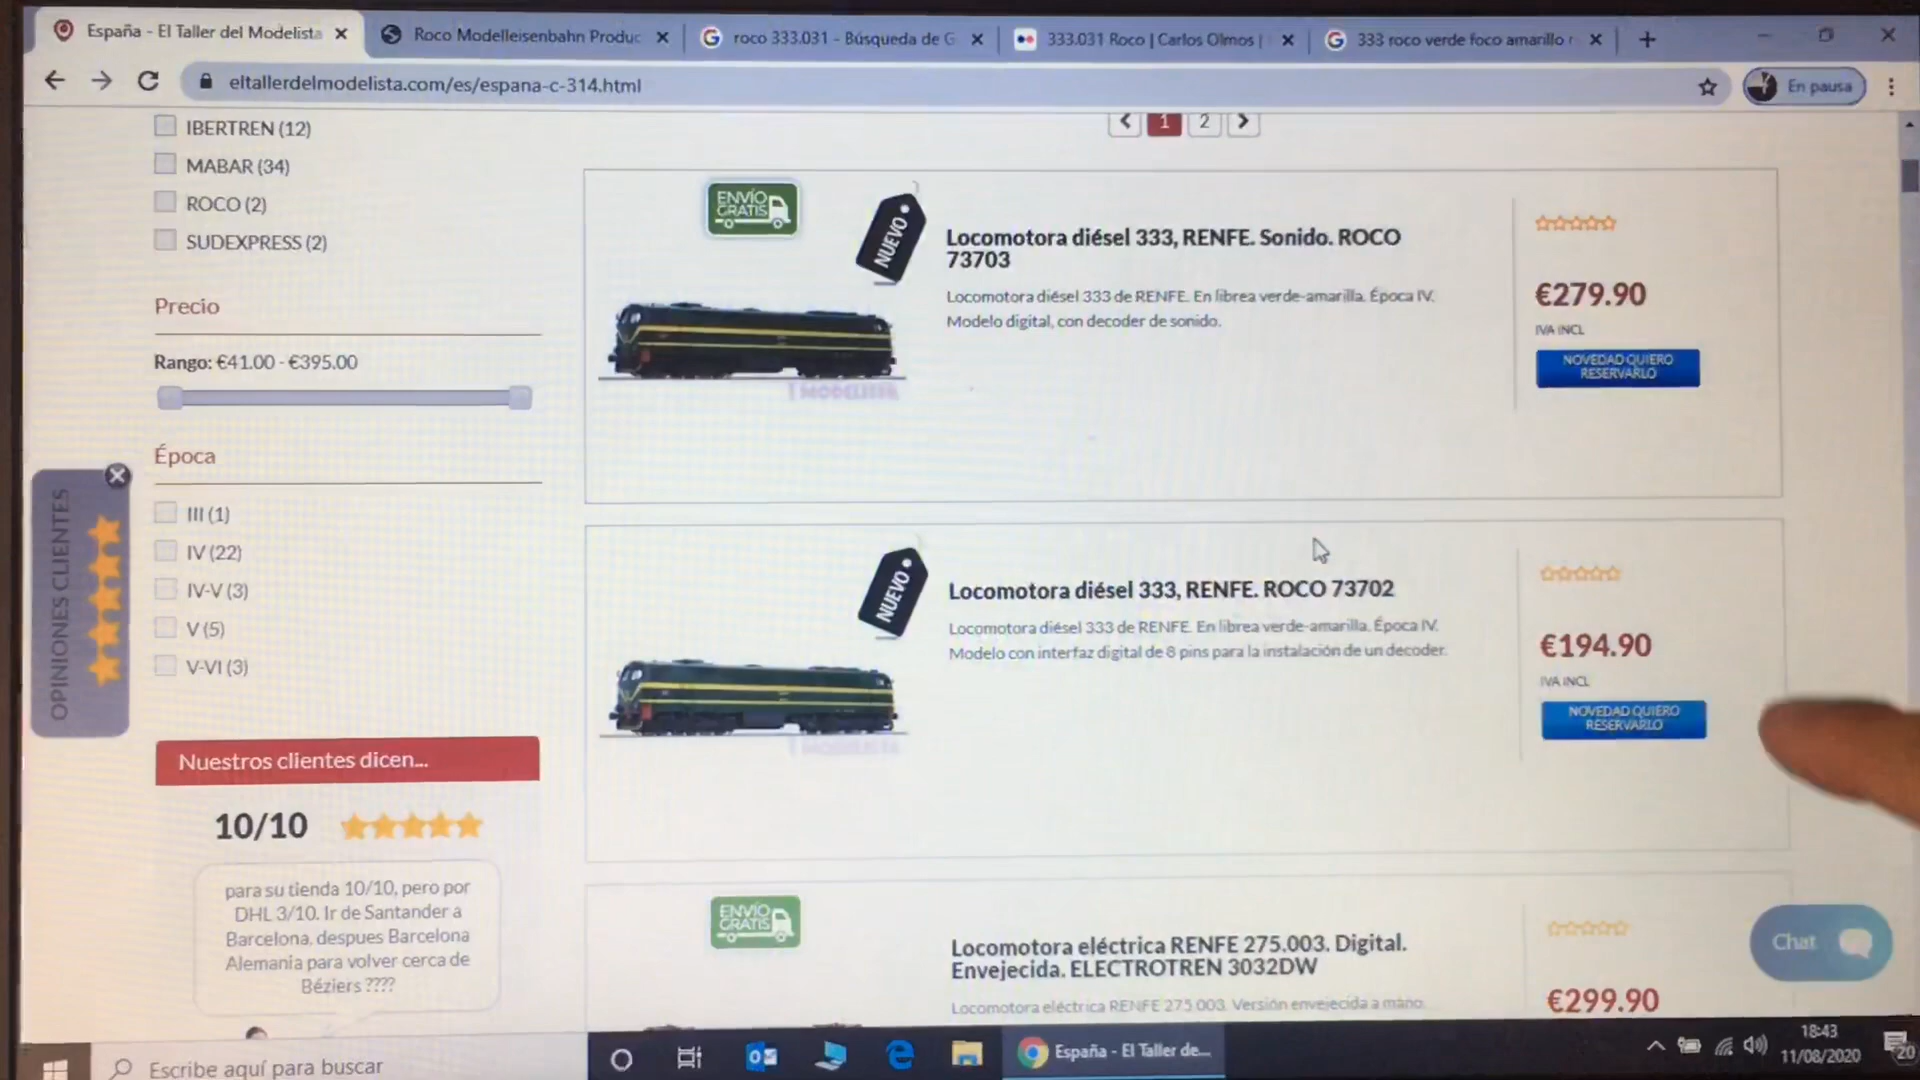 España - El Taller del Modelista
Roco Modelleisenbahn Produc
roco 333.031 - Búsqueda de G
333.031 Roco | Carlos Olmos |
333 roco verde foco amarillo r
eltallerdelmodelista.com/es/espana-c-314.html
En pausa
IBERTREN (12)
MABAR (34)
ROCO (2)
SUDEXPRESS (2)
Precio
Rango: €41.00 - €395.00
Época
III (1)
IV (22)
IV-V (3)
V (5)
V-VI (3)
OPINIONES CLIENTES
Nuestros clientes dicen...
10/10
para su tienda 10/10, pero por
DHL 3/10. Ir de Santander a
Barcelona, despues Barcelona
Alemania para volver cerca de
Béziers ????
1
2
ENVÍO
GRATIS
NUEVO
Locomotora diésel 333, RENFE. Sonido. ROCO
73703
Locomotora diésel 333 de RENFE. En librea verde-amarilla. Época IV.
Modelo digital, con decoder de sonido.
€279.90
IVA INCL
NOVEDAD QUIERO
RESERVARLO
NUEVO
Locomotora diésel 333, RENFE. ROCO 73702
Locomotora diésel 333 de RENFE. En librea verde-amarilla. Época IV.
Modelo con interfaz digital de 8 pins para la instalación de un decoder.
€194.90
IVA INCL
NOVEDAD QUIERO
RESERVARLO
ENVÍO
GRATIS
Locomotora eléctrica RENFE 275.003. Digital.
Envejecida. ELECTROTREN 3032DW
Locomotora eléctrica RENFE 275.003. Versión envejecida a mano.
€299.90
Chat
Escribe aquí para buscar
España - El Taller de...
18:43
11/08/2020
20